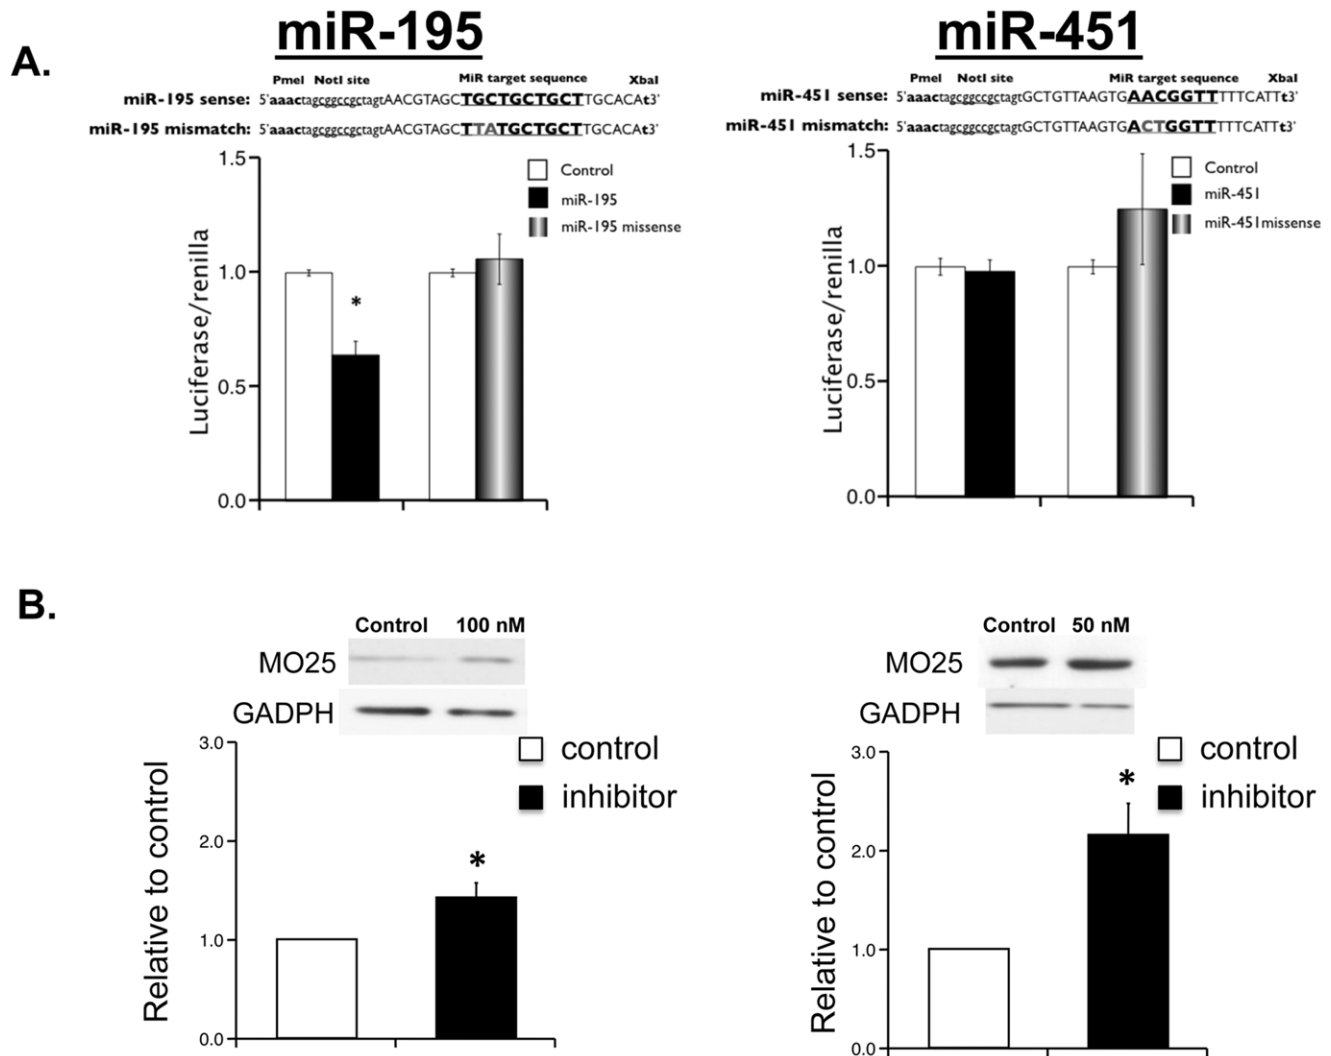 miR-195
miR-451
A.
PmeI NotI site MiR target sequence XbaI
miR-195 sense: 5'aaactagcggccgctagtAACGTAGCTGCTGCTGCTTGCACAt3'
miR-195 mismatch: 5'aaactagcggccgctagtAACGTAGCTTATGCTGCTTGCACAt3'
PmeI NotI site MiR target sequence XbaI
miR-451 sense: 5'aaactagcggccgctagtGCTGTTAAGTGAACGGTTTTTCATTt3'
miR-451 mismatch: 5'aaactagcggccgctagtGCTGTTAAGTGACTGGTTTTTCATTt3'
Luciferase/renilla
1.5
1.0
0.5
0.0
*
Control
miR-195
miR-195 missense
Luciferase/renilla
1.5
1.0
0.5
0.0
Control
miR-451
miR-451missense
B.
Control 100 nM
MO25
GADPH
control
inhibitor
Relative to control
3.0
2.0
1.0
0.0
*
Control 50 nM
MO25
GADPH
control
inhibitor
Relative to control
3.0
2.0
1.0
0.0
*